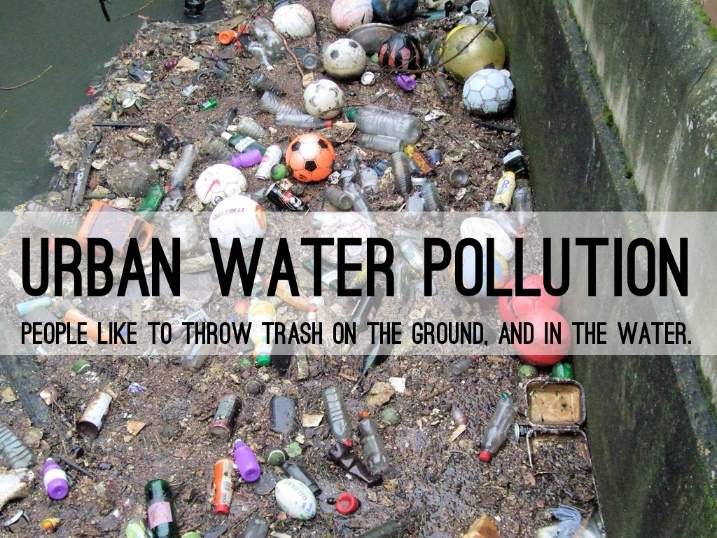 URBAN WATER POLLUTION
PEOPLE LIKE TO THROW TRASH ON THE GROUND, AND IN THE WATER.